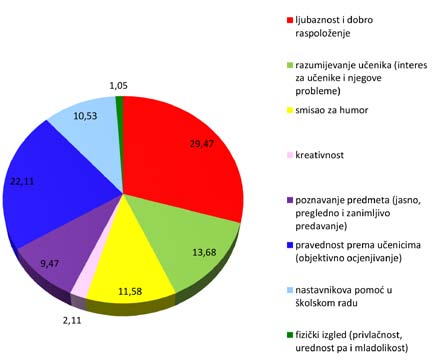 ljubaznost i dobro
raspoloženje
razumijevanje učenika (interes
za učenike i njegove
probleme)
smisao za humor
kreativnost
poznavanje predmeta (jasno,
pregledno i zanimljivo
predavanje)
pravednost prema učenicima
(objektivno ocjenjivanje)
nastavnikova pomoć u
školskom radu
fizički izgled (privlačnost,
urednost pa i mladolikost)
1,05
10,53
29,47
22,11
13,68
9,47
11,58
2,11